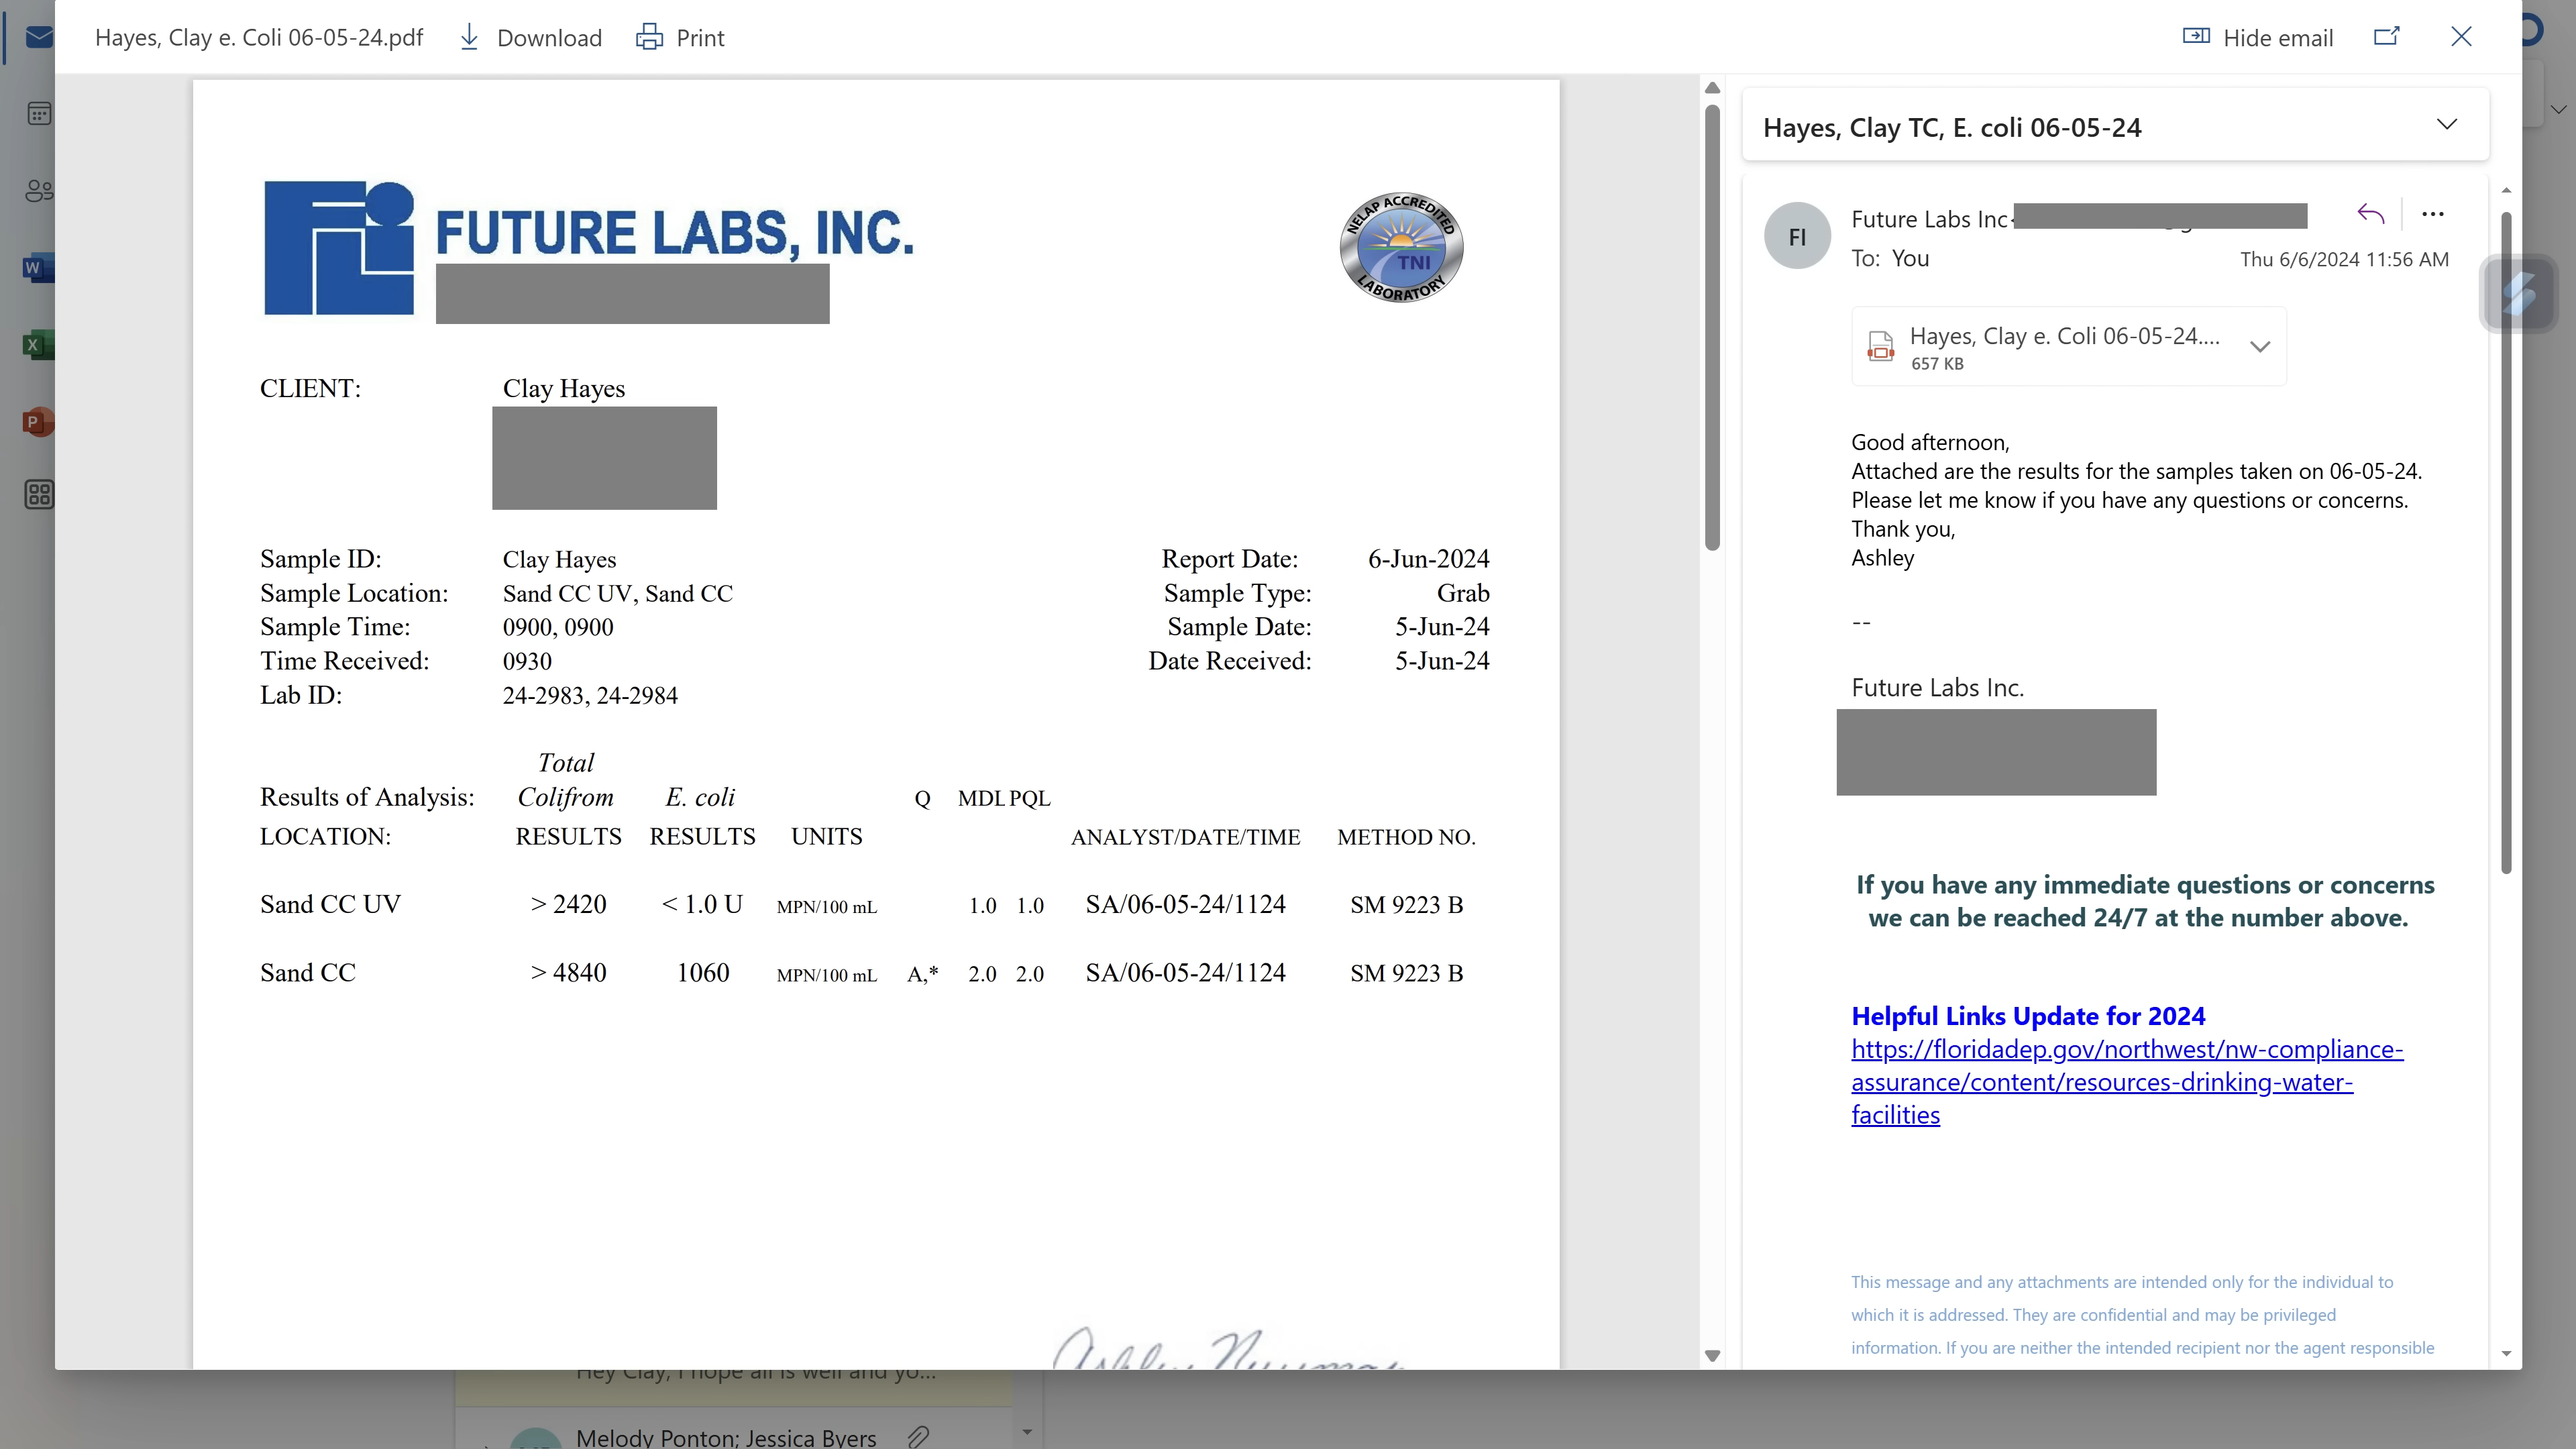 Hayes, Clay e. Coli 06-05-24.pdf Download Print Hide email
FUTURE LABS, INC.
NELAP ACCREDITED
TNI
LABORATORY
CLIENT: Clay Hayes
Sample ID: Clay Hayes Report Date: 6-Jun-2024
Sample Location: Sand CC UV, Sand CC Sample Type: Grab
Sample Time: 0900, 0900 Sample Date: 5-Jun-24
Time Received: 0930 Date Received: 5-Jun-24
Lab ID: 24-2983, 24-2984
Total
Results of Analysis: Colifrom E. coli Q MDL PQL
LOCATION: RESULTS RESULTS UNITS ANALYST/DATE/TIME METHOD NO.
Sand CC UV > 2420 < 1.0 U MPN/100 mL 1.0 1.0 SA/06-05-24/1124 SM 9223 B
Sand CC > 4840 1060 MPN/100 mL A,* 2.0 2.0 SA/06-05-24/1124 SM 9223 B
Hayes, Clay TC, E. coli 06-05-24
FI
Future Labs Inc
To: You
Thu 6/6/2024 11:56 AM
Hayes, Clay e. Coli 06-05-24....
657 KB
Good afternoon,
Attached are the results for the samples taken on 06-05-24.
Please let me know if you have any questions or concerns.
Thank you,
Ashley
--
Future Labs Inc.
If you have any immediate questions or concerns
we can be reached 24/7 at the number above.
Helpful Links Update for 2024
https://floridadep.gov/northwest/nw-compliance-
assurance/content/resources-drinking-water-
facilities
This message and any attachments are intended only for the individual to
which it is addressed. They are confidential and may be privileged
information. If you are neither the intended recipient nor the agent responsible
Hey Clay, I hope all is well and yo...
Melody Ponton; Jessica Byers
W
X
P